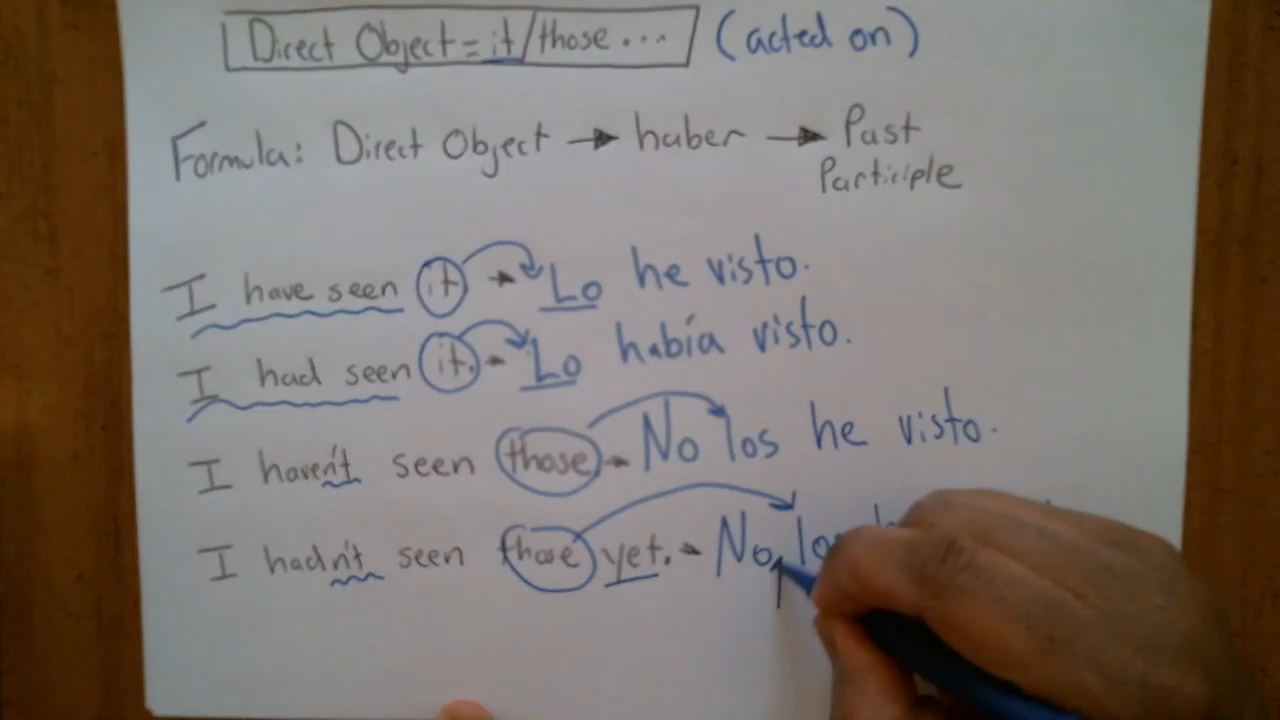 Direct Object = it/those... (acted on)
Formula: Direct Object → haber → Past
Participle
I have seen it → Lo he visto.
I had seen it. → Lo había visto.
I haven't seen those → No los he visto.
I hadn't seen those yet. → No